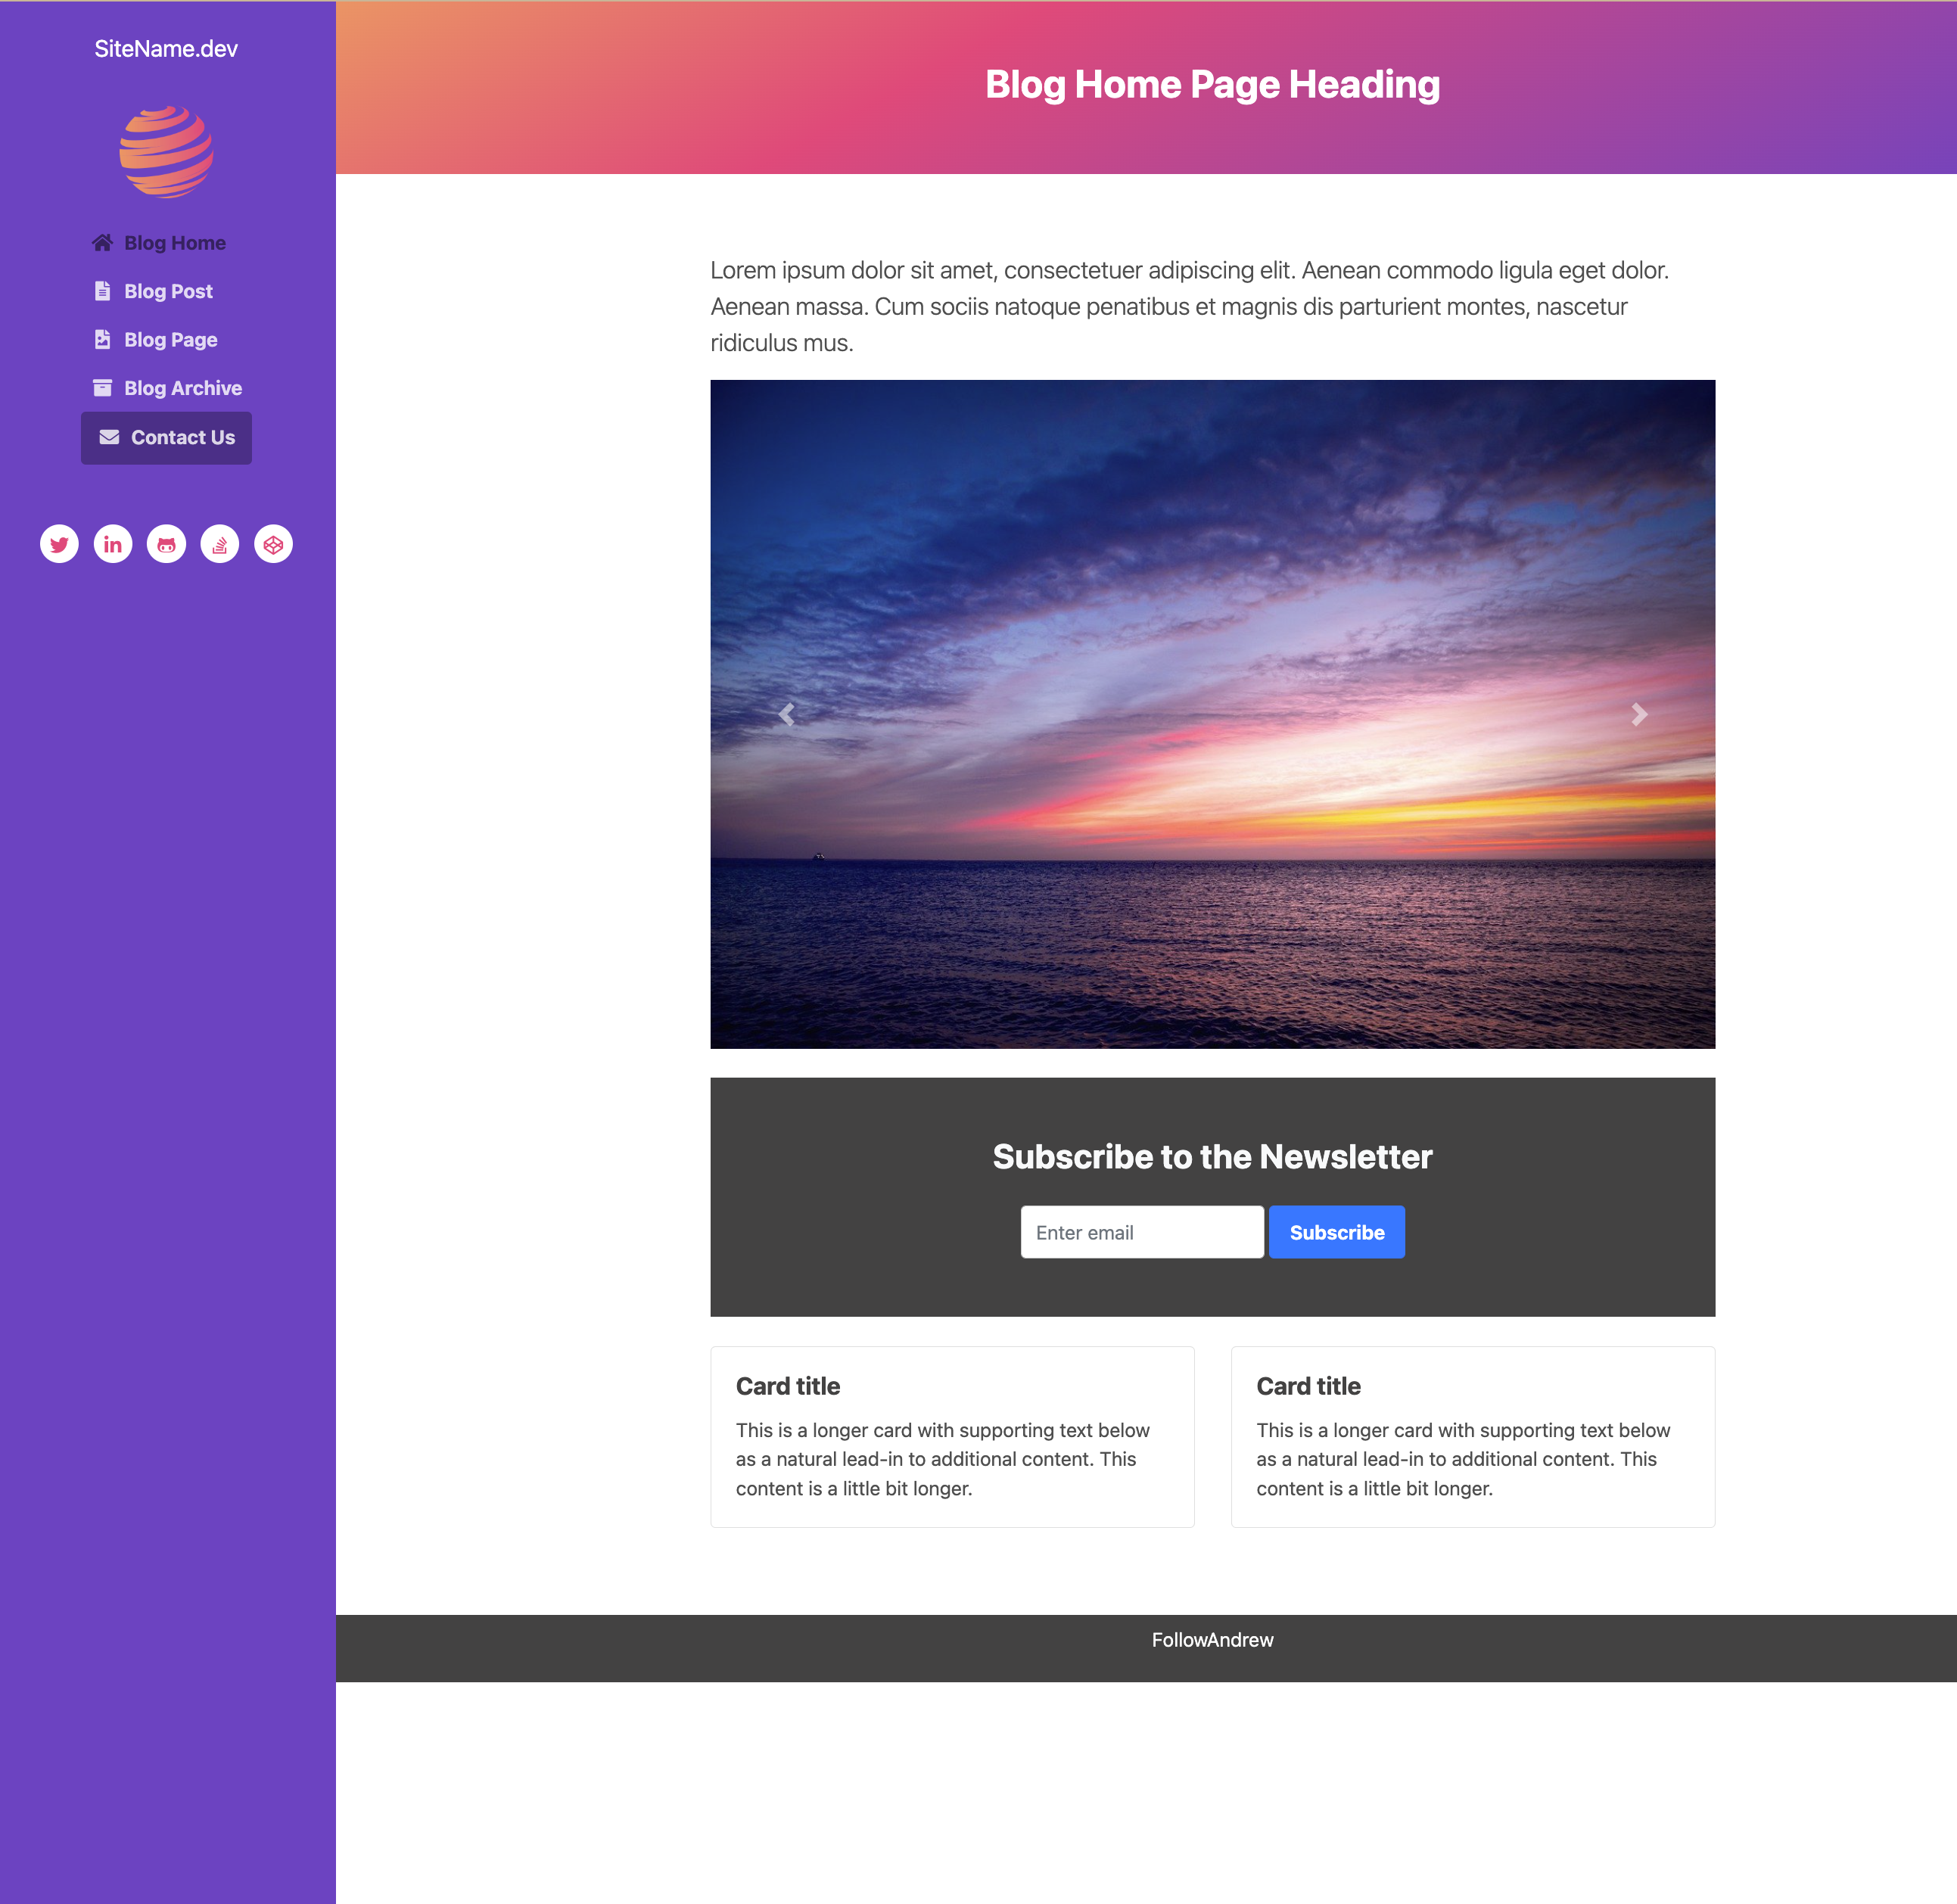 SiteName.dev
Blog Home Page Heading
Blog Home
Blog Post
Blog Page
Blog Archive
Contact Us
Lorem ipsum dolor sit amet, consectetuer adipiscing elit. Aenean commodo ligula eget dolor.
Aenean massa. Cum sociis natoque penatibus et magnis dis parturient montes, nascetur
ridiculus mus.
Subscribe to the Newsletter
Enter email
Subscribe
Card title
This is a longer card with supporting text below
as a natural lead-in to additional content. This
content is a little bit longer.
Card title
This is a longer card with supporting text below
as a natural lead-in to additional content. This
content is a little bit longer.
FollowAndrew